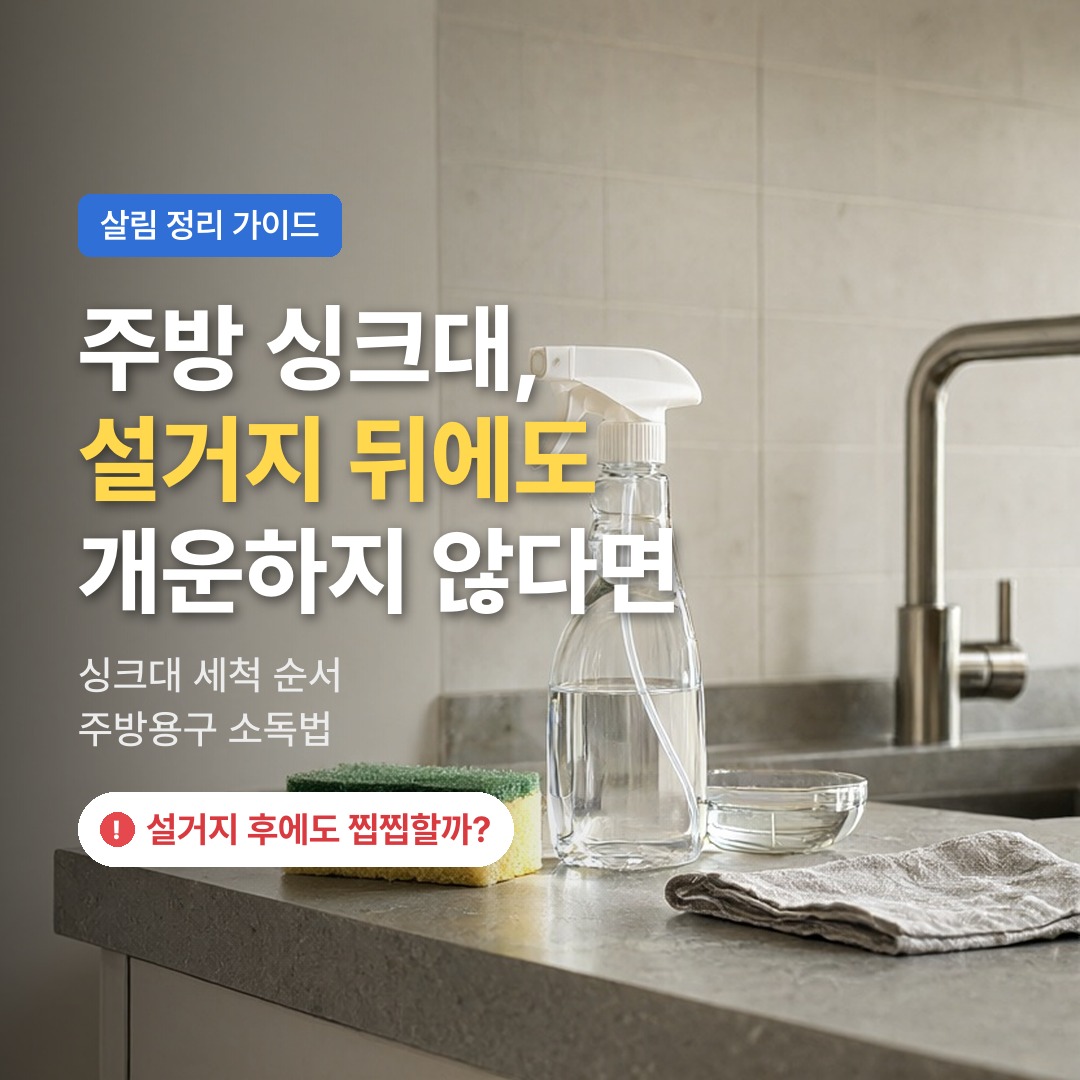 살림 정리 가이드
주방 싱크대,
설거지 뒤에도
개운하지 않다면
싱크대 세척 순서
주방용구 소독법
! 설거지 후에도 찝찝할까?